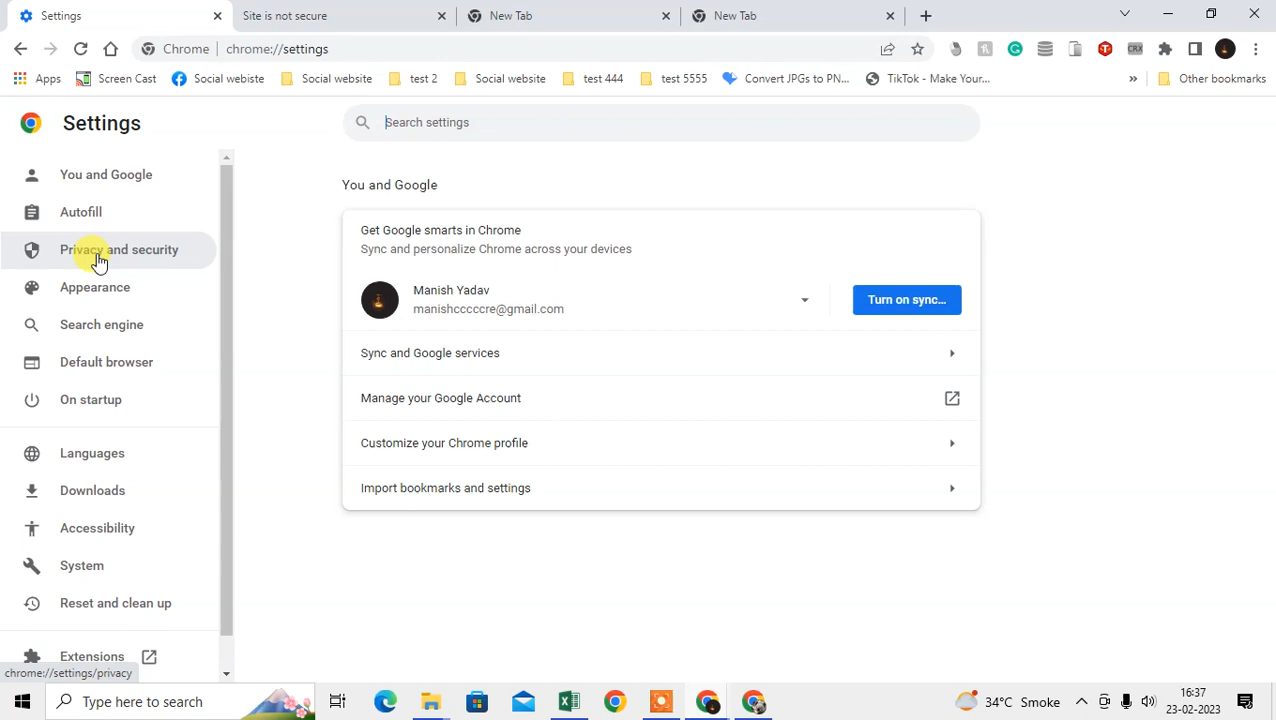 Settings
Site is not secure
New Tab
New Tab
Chrome
chrome://settings
Apps
Screen Cast
Social webiste
Social website
test 2
Social website
test 444
test 5555
Convert JPGs to PN...
TikTok - Make Your...
»
Other bookmarks
Settings
Search settings
You and Google
Autofill
Privacy and security
Appearance
Search engine
Default browser
On startup
Languages
Downloads
Accessibility
System
Reset and clean up
Extensions
chrome://settings/privacy
You and Google
Get Google smarts in Chrome
Sync and personalize Chrome across your devices
Manish Yadav
manishcccccre@gmail.com
Turn on sync...
Sync and Google services
Manage your Google Account
Customize your Chrome profile
Import bookmarks and settings
Type here to search
34°C Smoke
16:37
23-02-2023
CRX